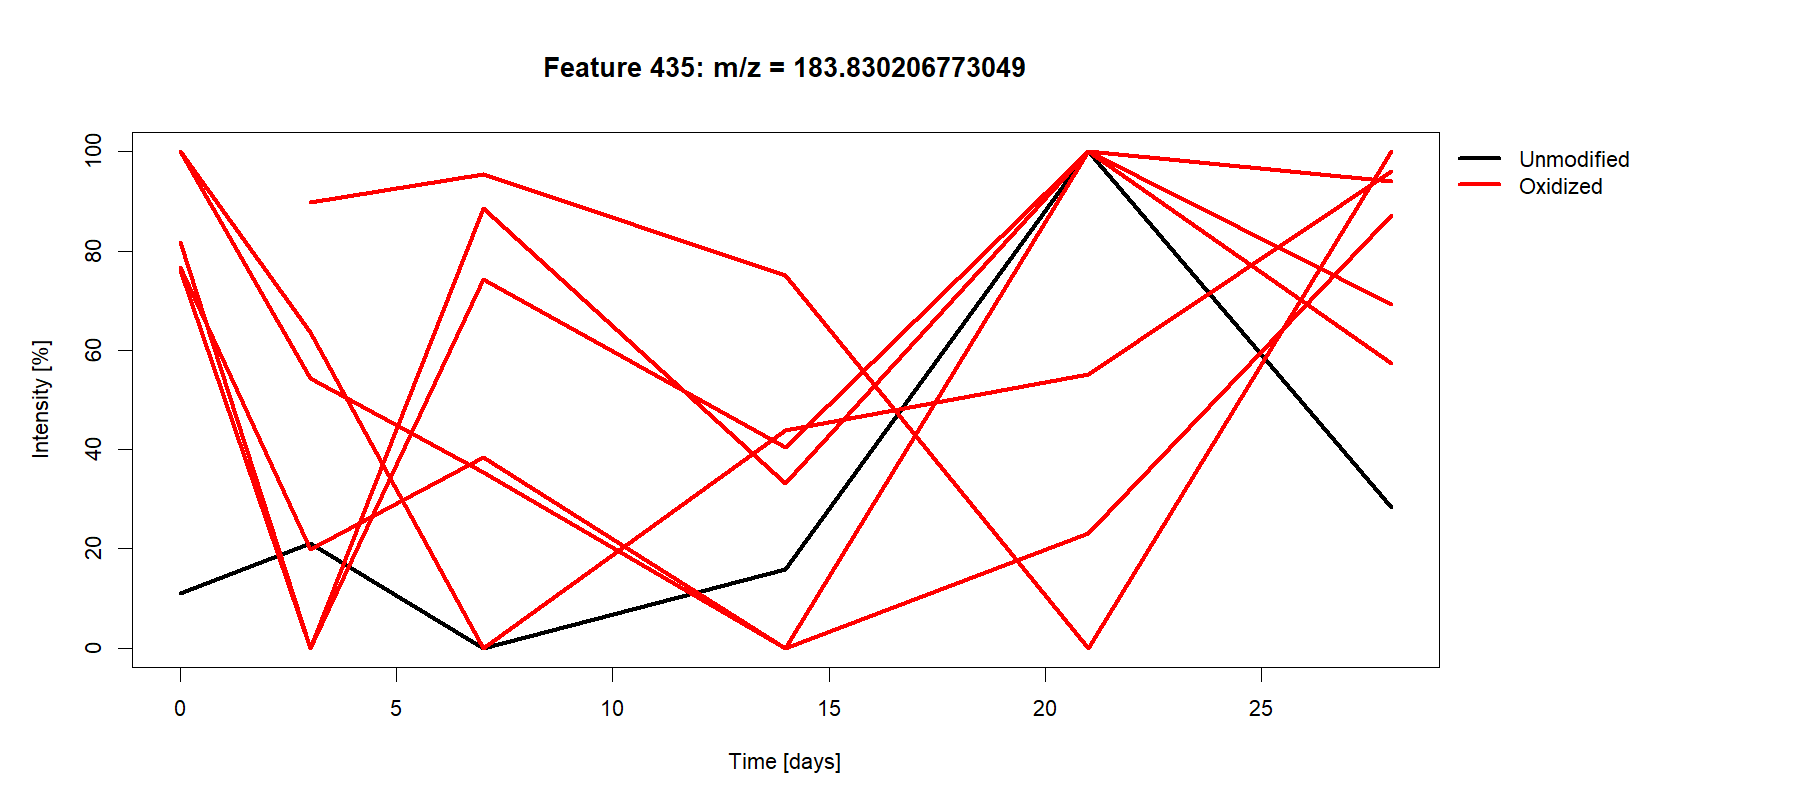 Feature 435: m/z = 183.830206773049
Unmodified
Oxidized
Intensity [%]
100
80
60
40
20
0
0 5 10 15 20 25
Time [days]